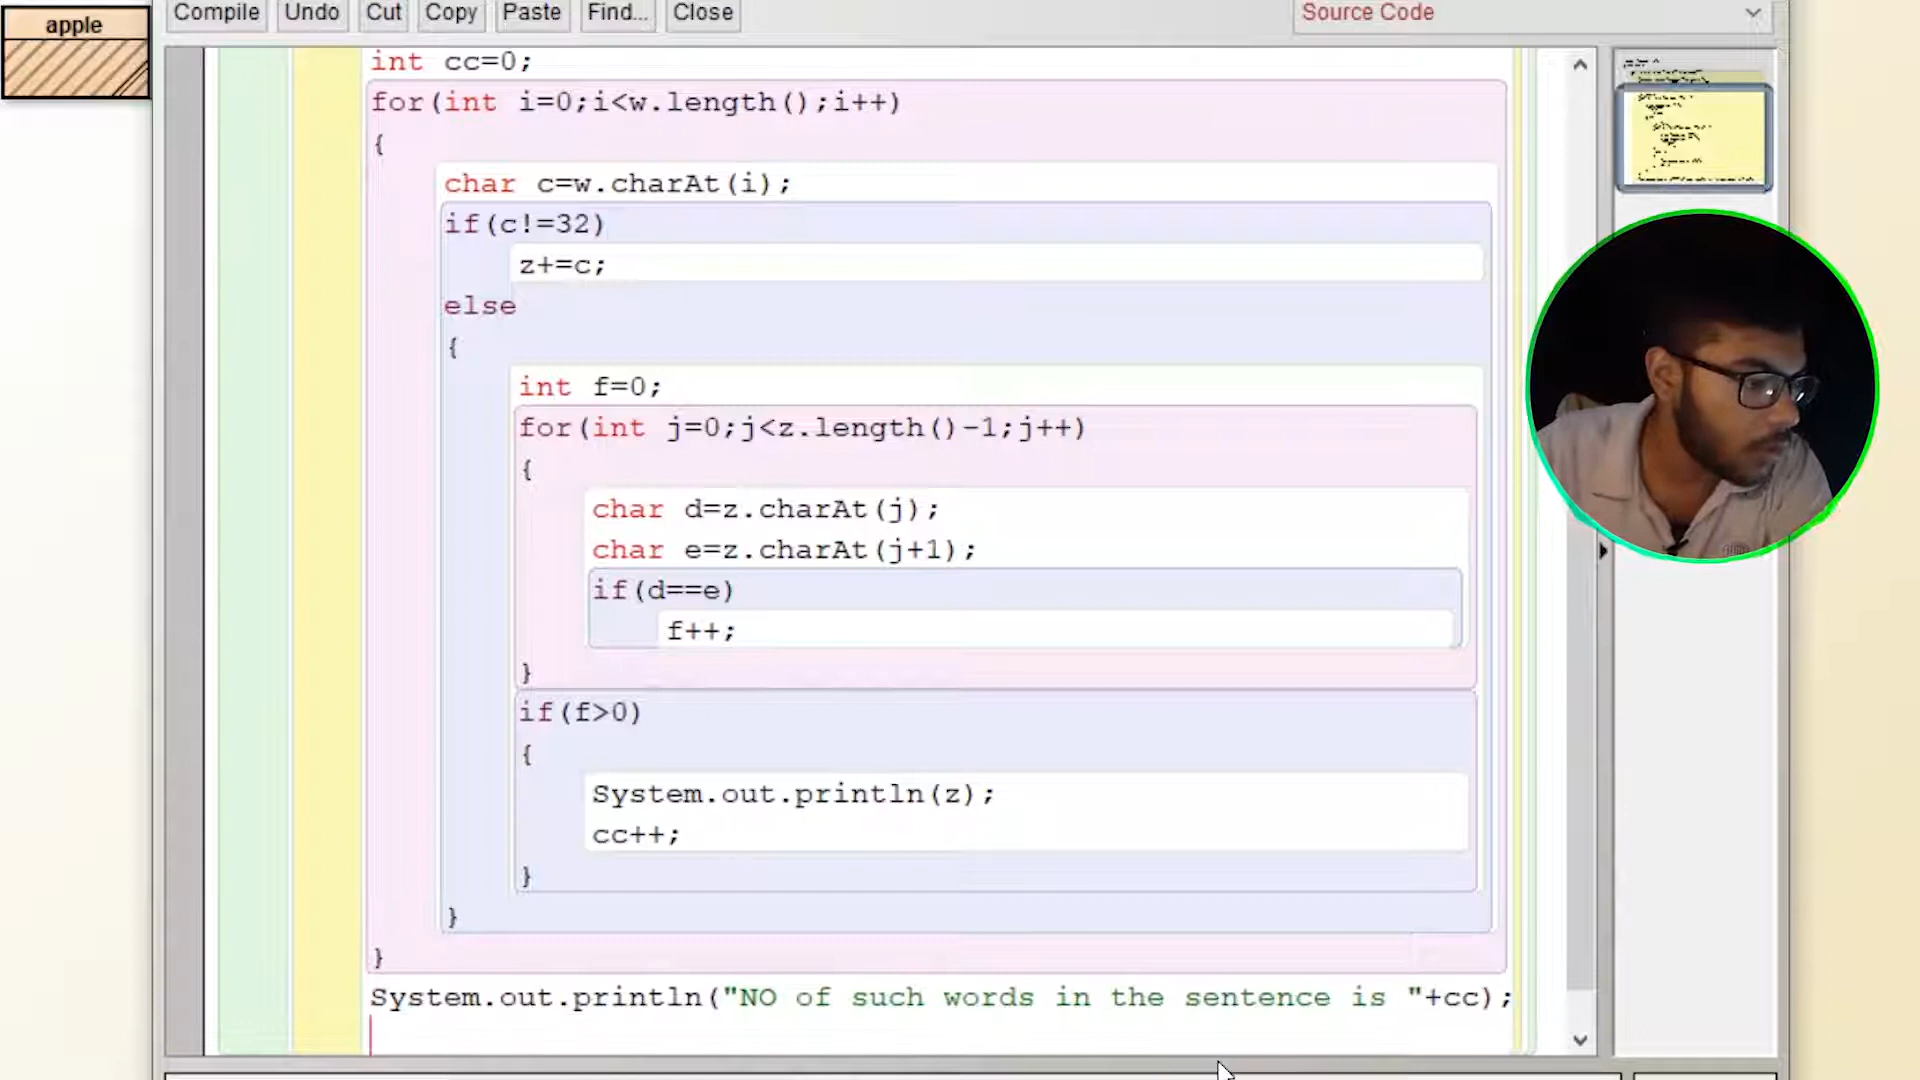 apple
Compile Undo Cut Copy Paste Find... Close Source Code
int cc=0;
for(int i=0;i<w.length();i++)
{
char c=w.charAt(i);
if(c!=32)
z+=c;
else
{
int f=0;
for(int j=0;j<z.length()-1;j++)
{
char d=z.charAt(j);
char e=z.charAt(j+1);
if(d==e)
f++;
}
if(f>0)
{
System.out.println(z);
cc++;
}
}
}
System.out.println("NO of such words in the sentence is "+cc);